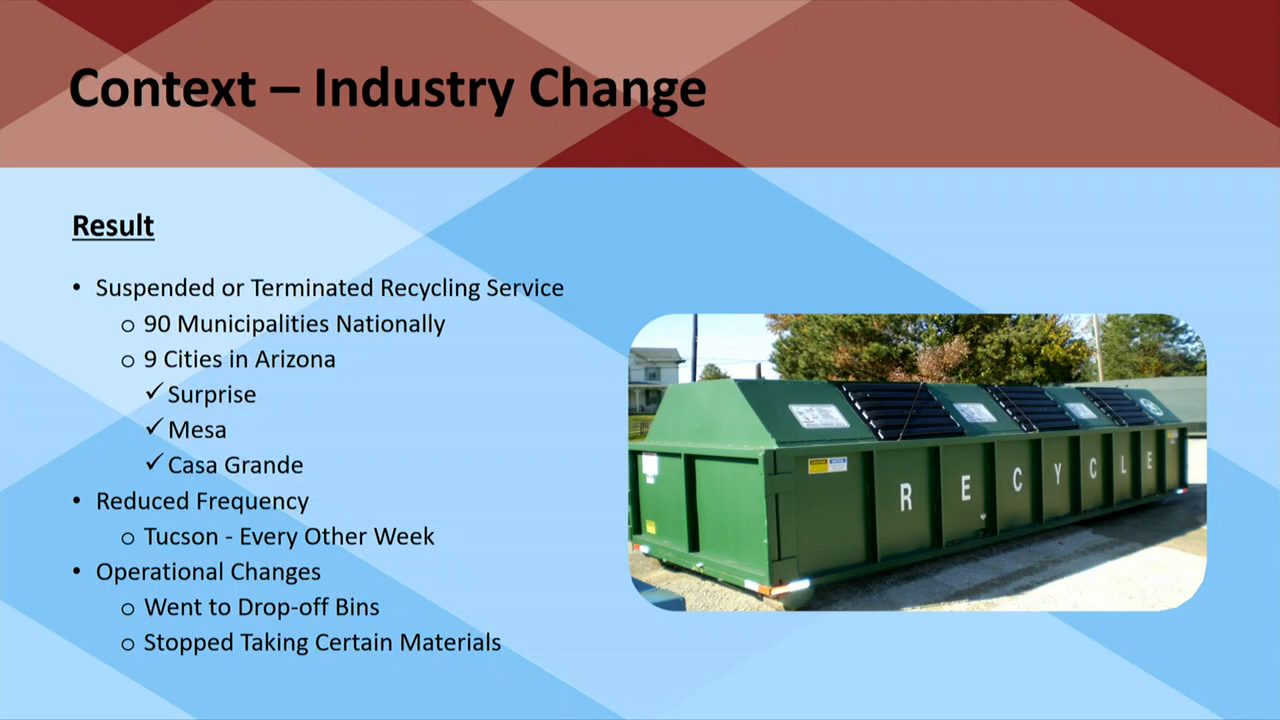 Context – Industry Change
Result
• Suspended or Terminated Recycling Service
o 90 Municipalities Nationally
o 9 Cities in Arizona
✓ Surprise
✓ Mesa
✓ Casa Grande
• Reduced Frequency
o Tucson - Every Other Week
• Operational Changes
o Went to Drop-off Bins
o Stopped Taking Certain Materials
RECYCLE